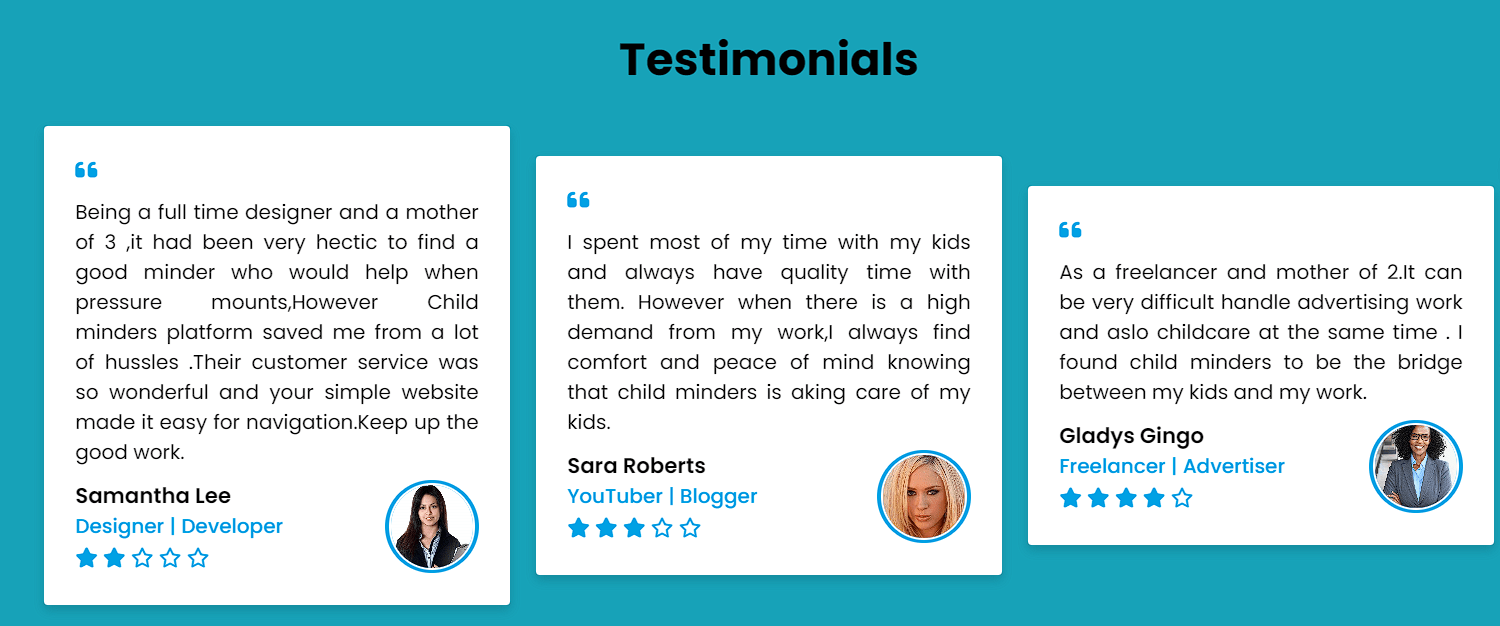 Testimonials
“
Being a full time designer and a mother
of 3 ,it had been very hectic to find a
good minder who would help when
pressure mounts,However Child
minders platform saved me from a lot
of hussles .Their customer service was
so wonderful and your simple website
made it easy for navigation.Keep up the
good work.
Samantha Lee
Designer | Developer
“
I spent most of my time with my kids
and always have quality time with
them. However when there is a high
demand from my work,I always find
comfort and peace of mind knowing
that child minders is aking care of my
kids.
Sara Roberts
YouTuber | Blogger
“
As a freelancer and mother of 2.It can
be very difficult handle advertising work
and aslo childcare at the same time . I
found child minders to be the bridge
between my kids and my work.
Gladys Gingo
Freelancer | Advertiser